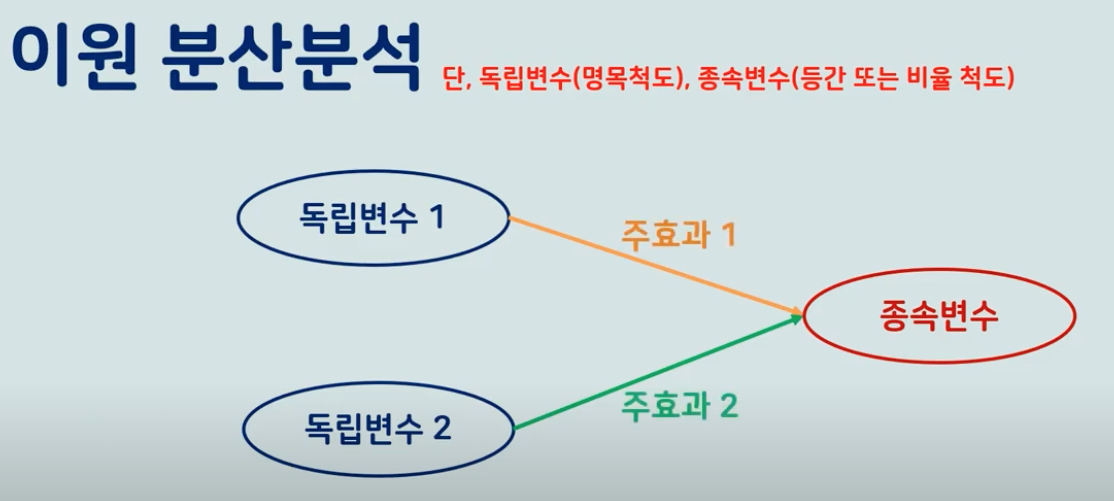 이원 분산분석
단, 독립변수(명목척도), 종속변수(등간 또는 비율 척도)
독립변수 1
주효과 1
종속변수
주효과 2
독립변수 2